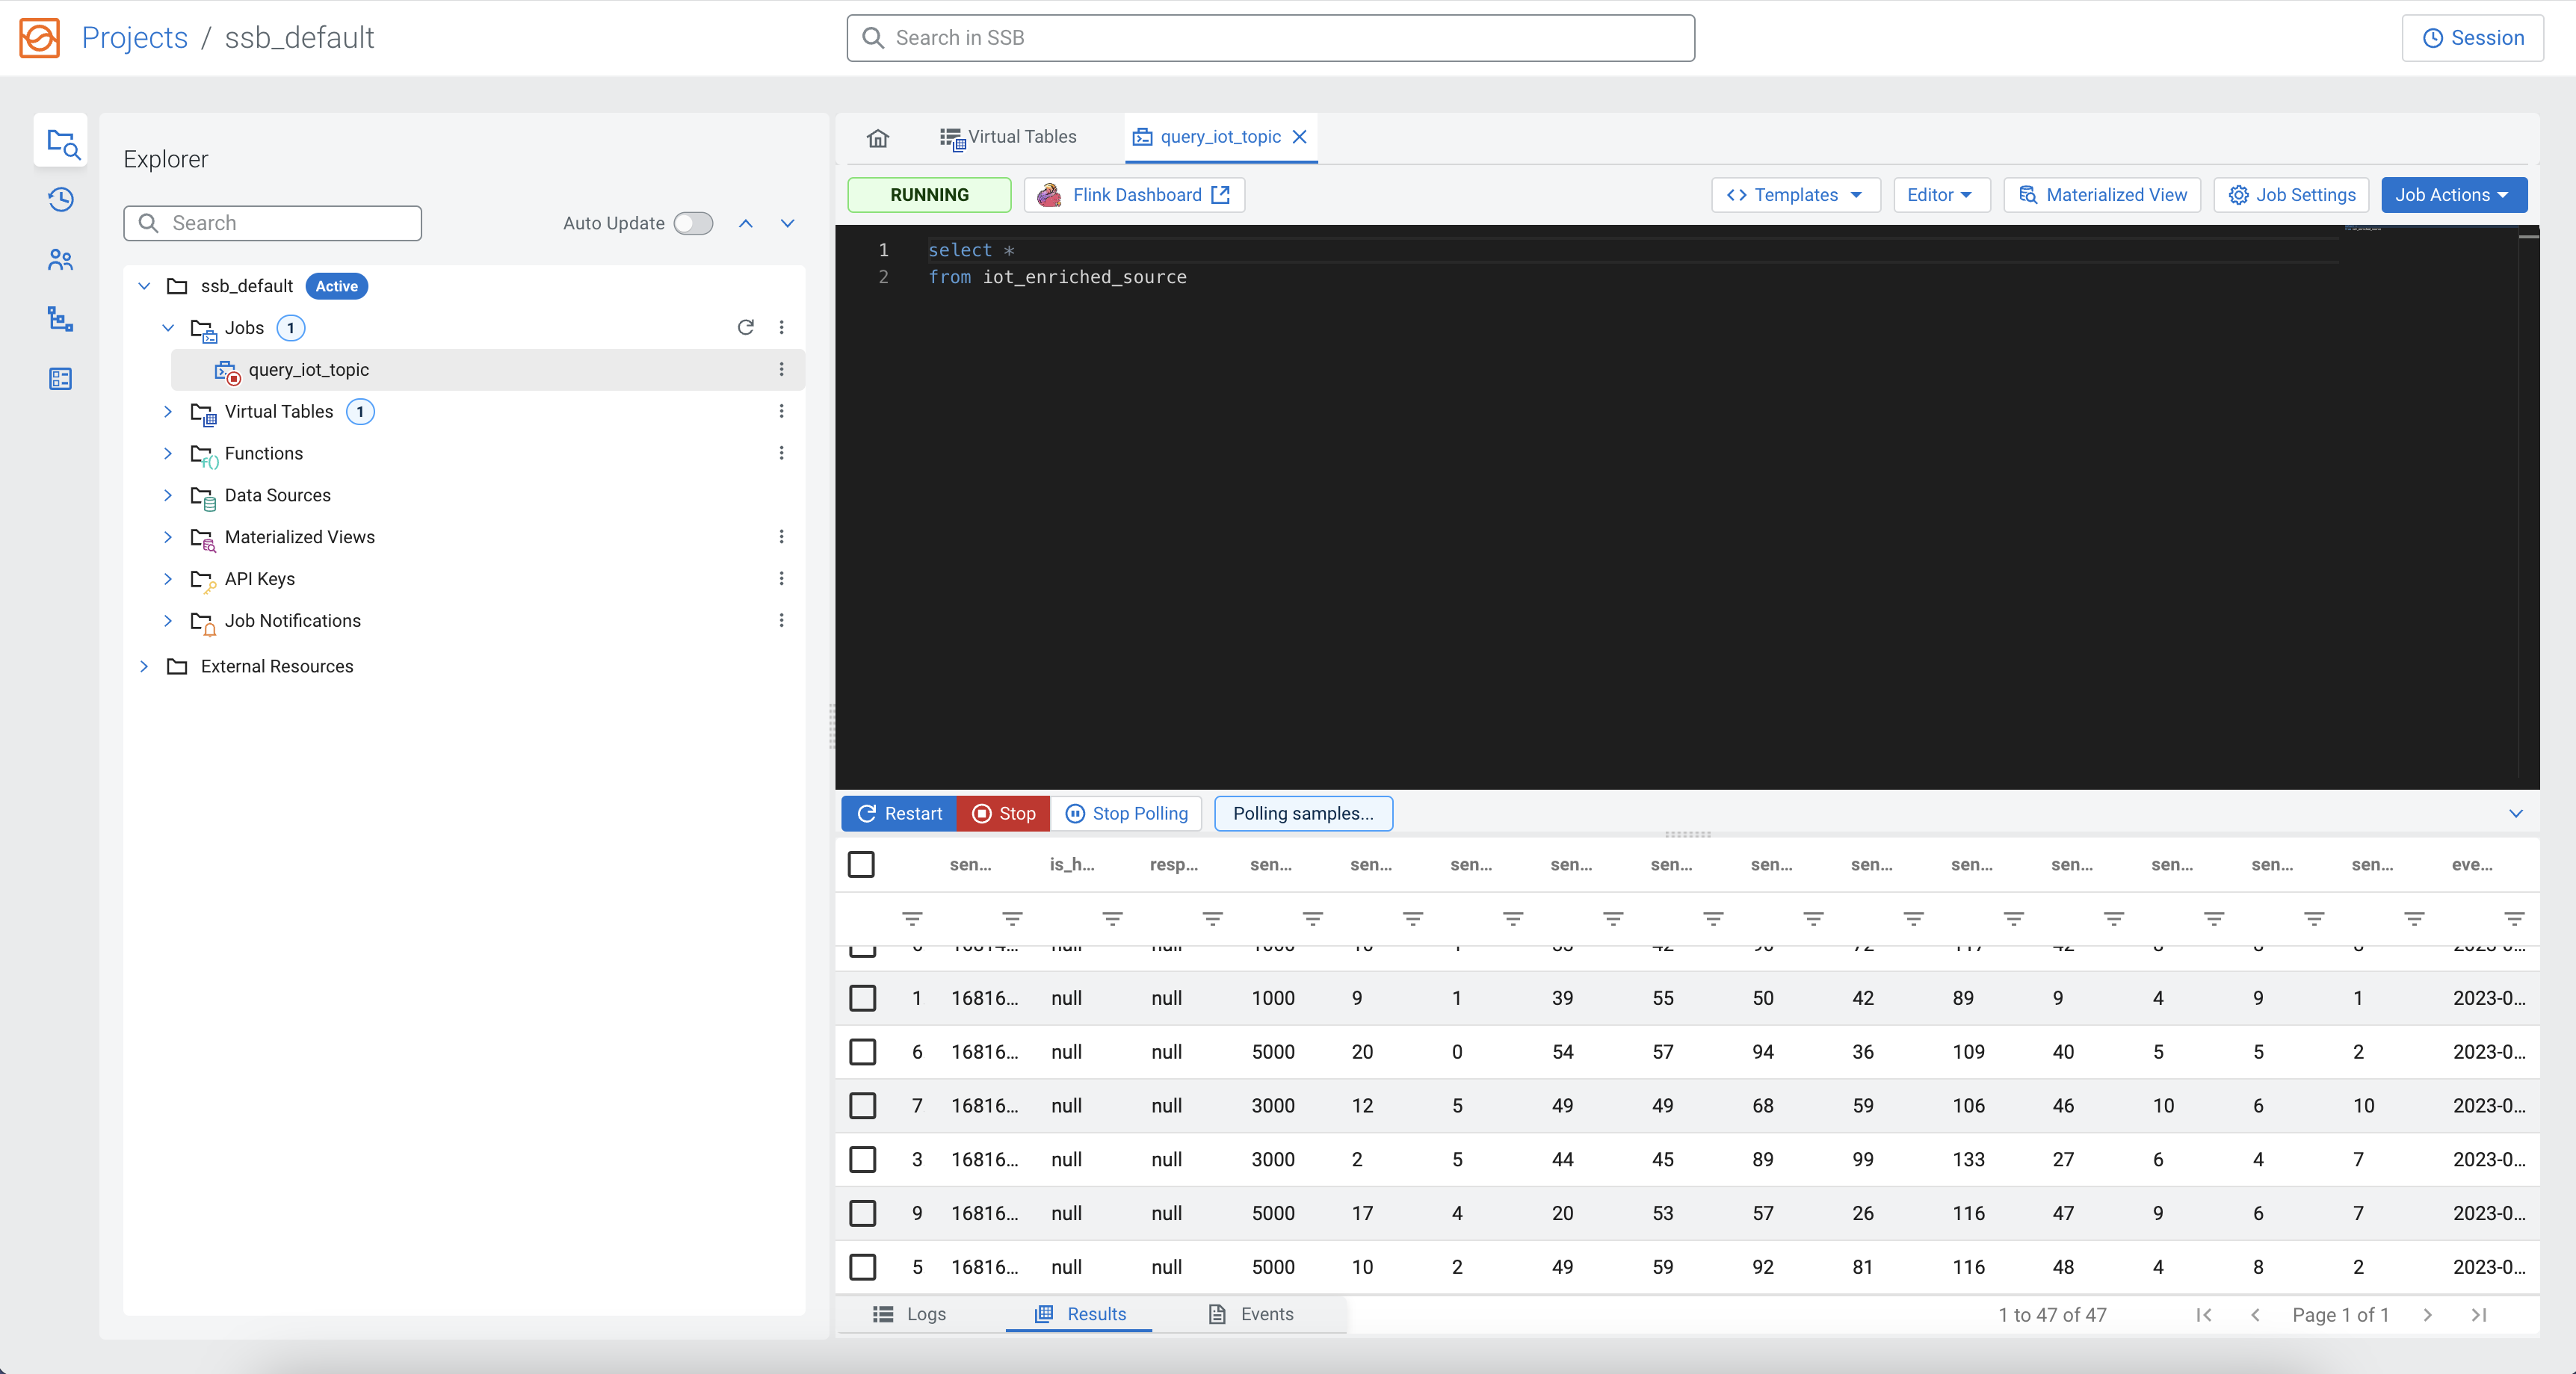 Projects / ssb_default
Search in SSB
Session
Explorer
Search
Auto Update
ssb_default Active
Jobs 1
query_iot_topic
Virtual Tables 1
Functions
Data Sources
Materialized Views
API Keys
Job Notifications
External Resources
Virtual Tables
query_iot_topic
RUNNING
Flink Dashboard
Templates
Editor
Materialized View
Job Settings
Job Actions
1 select *
2 from iot_enriched_source
Restart
Stop
Stop Polling
Polling samples...
sen... is_h... resp... sen... sen... sen... sen... sen... sen... sen... sen... sen... sen... sen... sen... eve...
1 16816... null null 1000 9 1 39 55 50 42 89 9 4 9 1 2023-0...
6 16816... null null 5000 20 0 54 57 94 36 109 40 5 5 2 2023-0...
7 16816... null null 3000 12 5 49 49 68 59 106 46 10 6 10 2023-0...
3 16816... null null 3000 2 5 44 45 89 99 133 27 6 4 7 2023-0...
9 16816... null null 5000 17 4 20 53 57 26 116 47 9 6 7 2023-0...
5 16816... null null 5000 10 2 49 59 92 81 116 48 4 8 2 2023-0...
Logs
Results
Events
1 to 47 of 47
Page 1 of 1